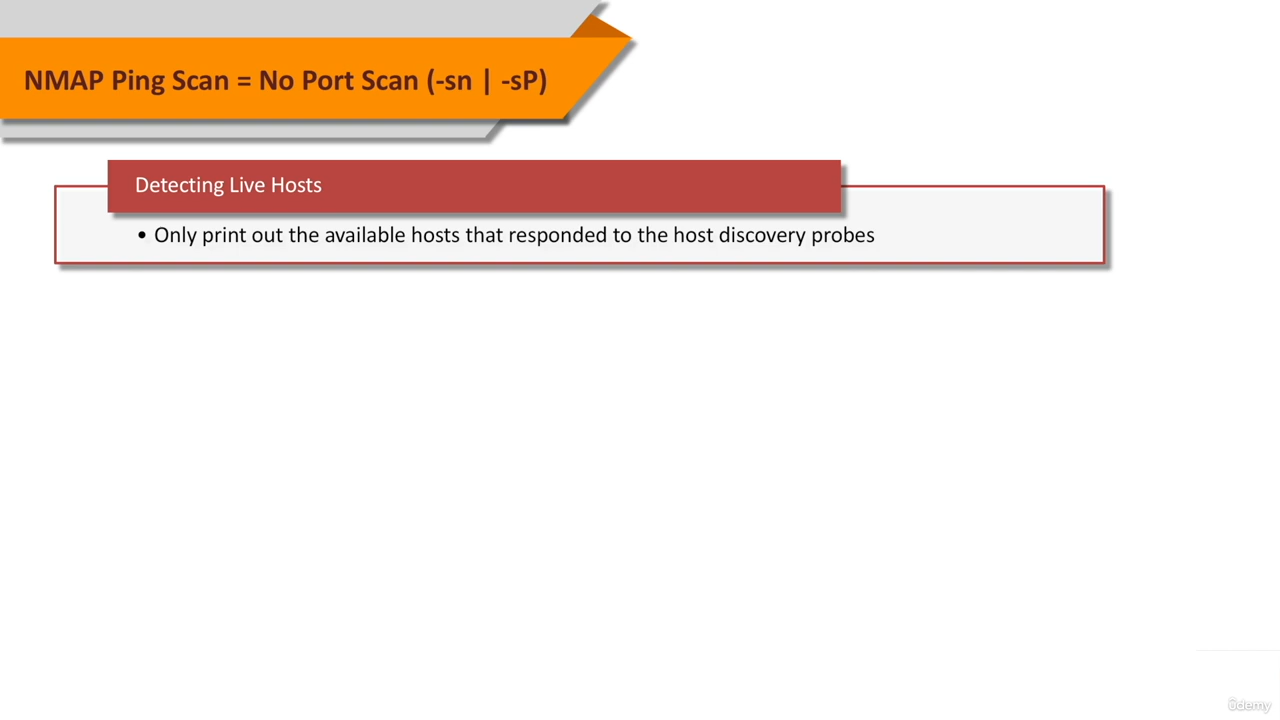 NMAP Ping Scan = No Port Scan (-sn | -sP)
Detecting Live Hosts
• Only print out the available hosts that responded to the host discovery probes
ûdemy